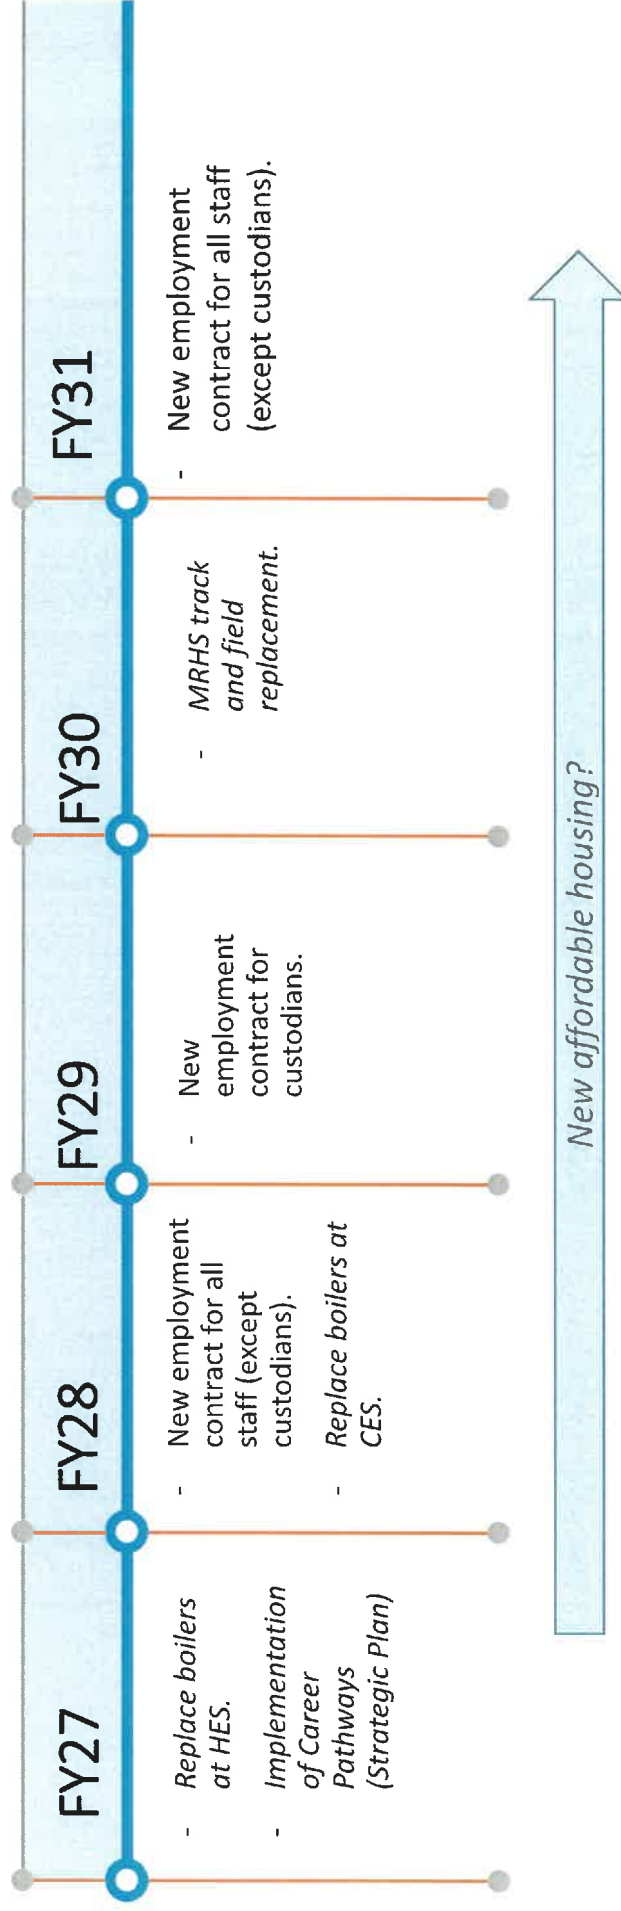 FY27
- Replace boilers
at HES.
- Implementation
of Career
Pathways
(Strategic Plan)
FY28
- New employment
contract for all
staff (except
custodians).
- Replace boilers at
CES.
FY29
- New
employment
contract for
custodians.
FY30
- MRHS track
and field
replacement.
FY31
- New employment
contract for all staff
(except custodians).
New affordable housing?